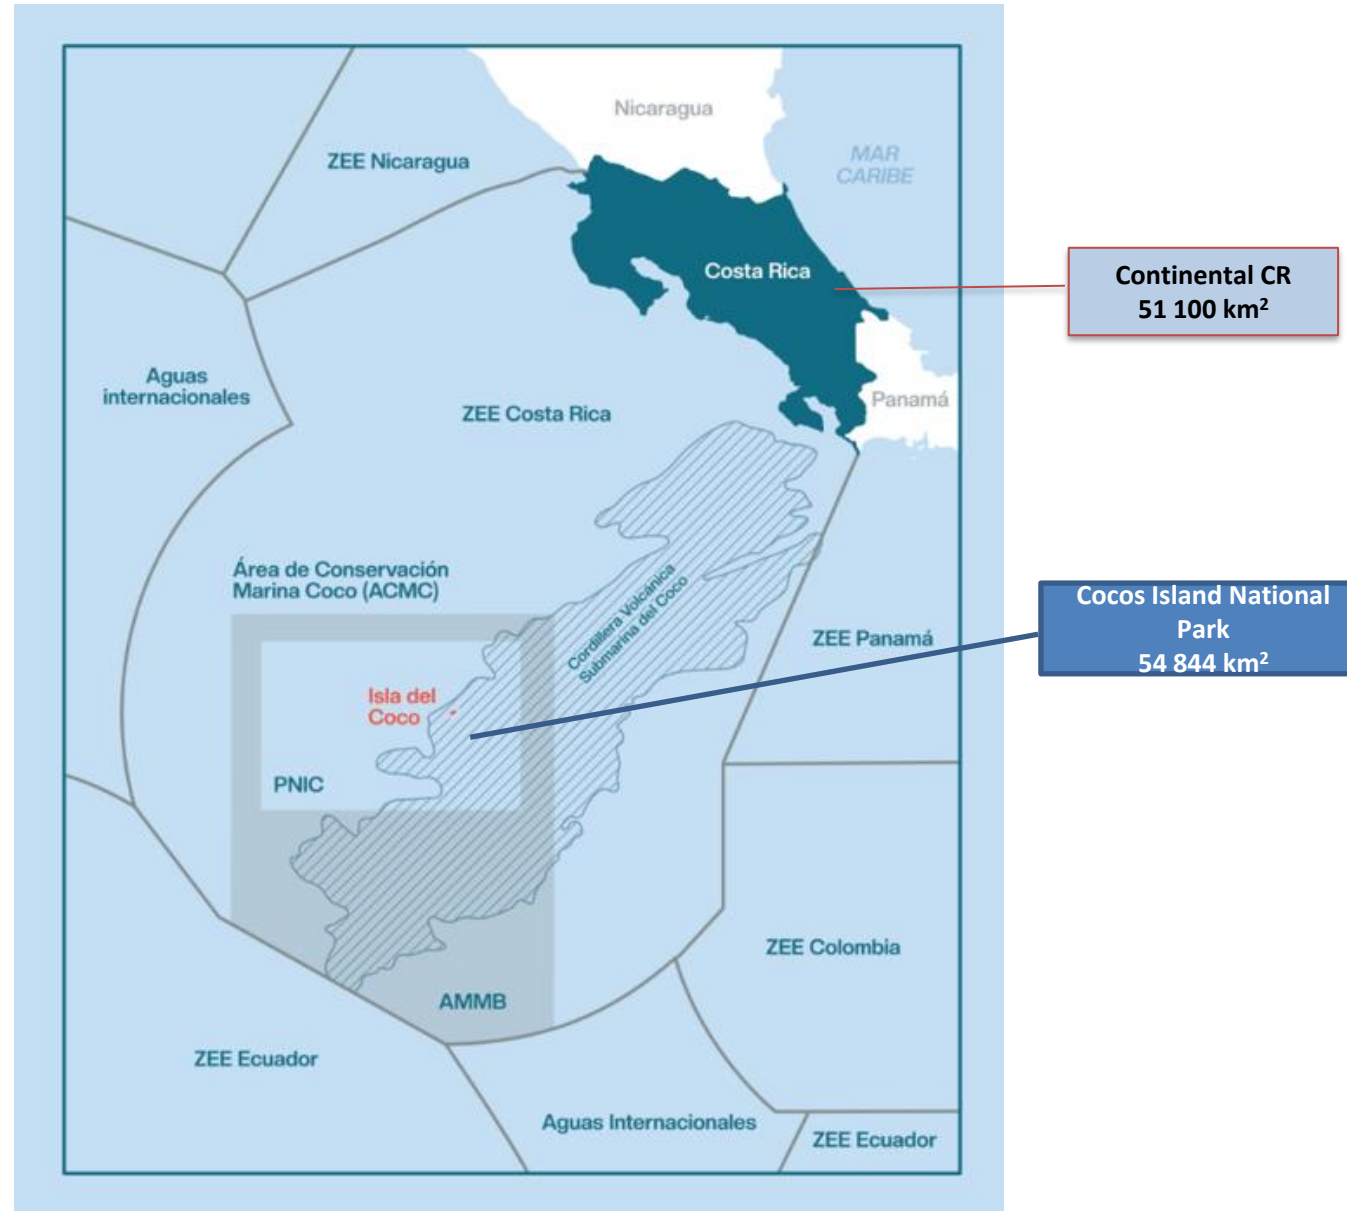 Nicaragua
ZEE Nicaragua
MAR
CARIBE
Costa Rica
Continental CR
51 100 km²
Aguas
internacionales
ZEE Costa Rica
Panamá
Área de Conservación
Marina Coco (ACMC)
Cordillera Volcánica
Submarina del Coco
Cocos Island National
Park
54 844 km²
ZEE Panamá
Isla del
Coco
PNIC
ZEE Colombia
AMMB
ZEE Ecuador
Aguas Internacionales
ZEE Ecuador